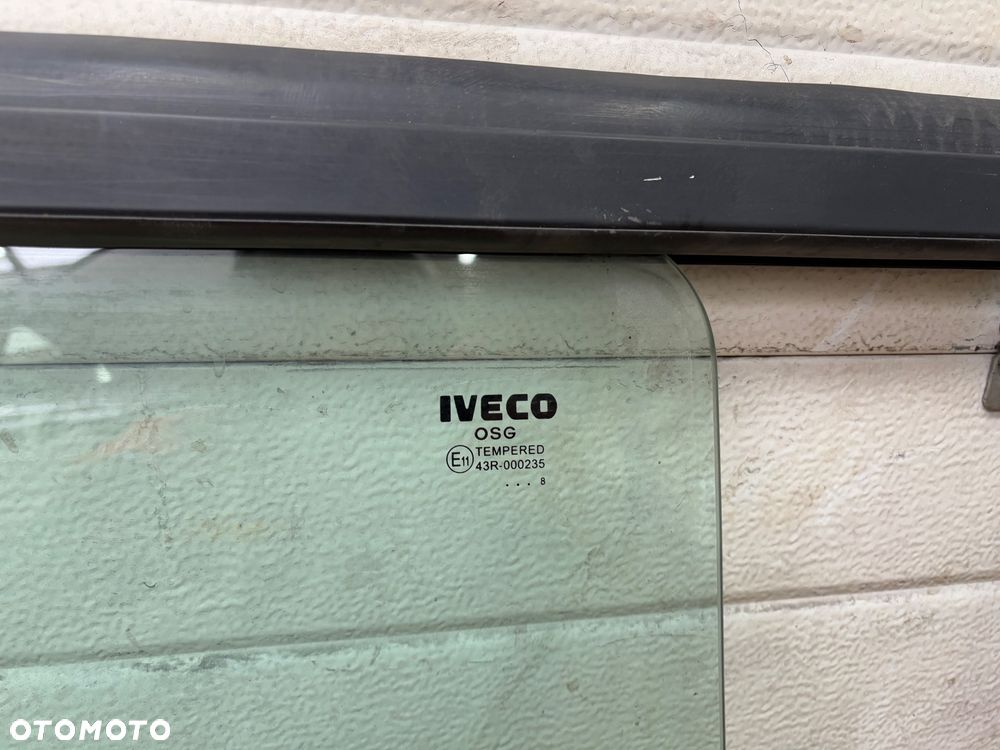 IVECO
OSG
E11 TEMPERED
43R-000235
. . . 8
OTOMOTO